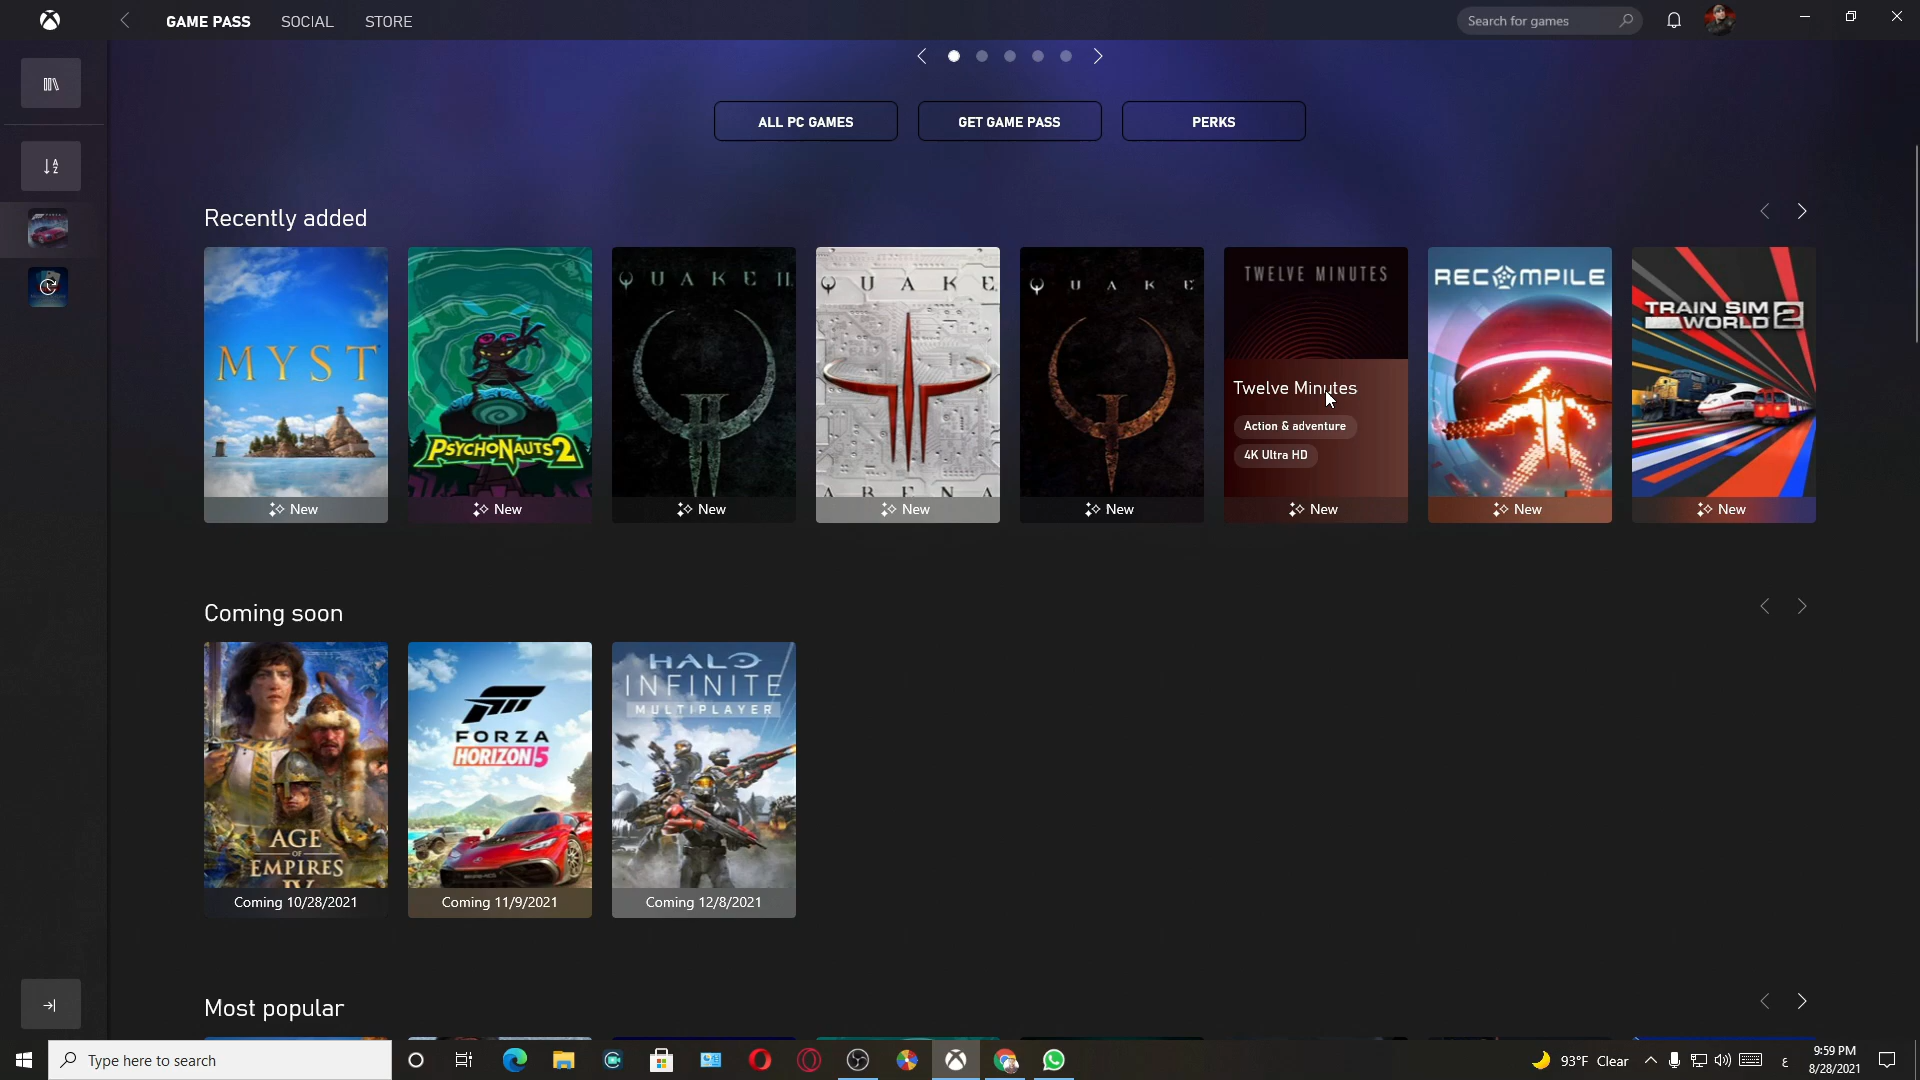 GAME PASS SOCIAL STORE Search for games
ALL PC GAMES GET GAME PASS PERKS
Recently added
MYST
New
PSYCHONAUTS 2
New
QUAKE II
New
QUAKE
ARENA
New
QUAKE
New
TWELVE MINUTES
Twelve Minutes
Action & adventure
4K Ultra HD
New
RECOMPILE
New
TRAIN SIM
WORLD 2
New
Coming soon
AGE
OF
EMPIRES
IV
Coming 10/28/2021
FORZA
HORIZON 5
Coming 11/9/2021
HALO
INFINITE
MULTIPLAYER
Coming 12/8/2021
Most popular
Type here to search
93°F Clear
ع
9:59 PM
8/28/2021